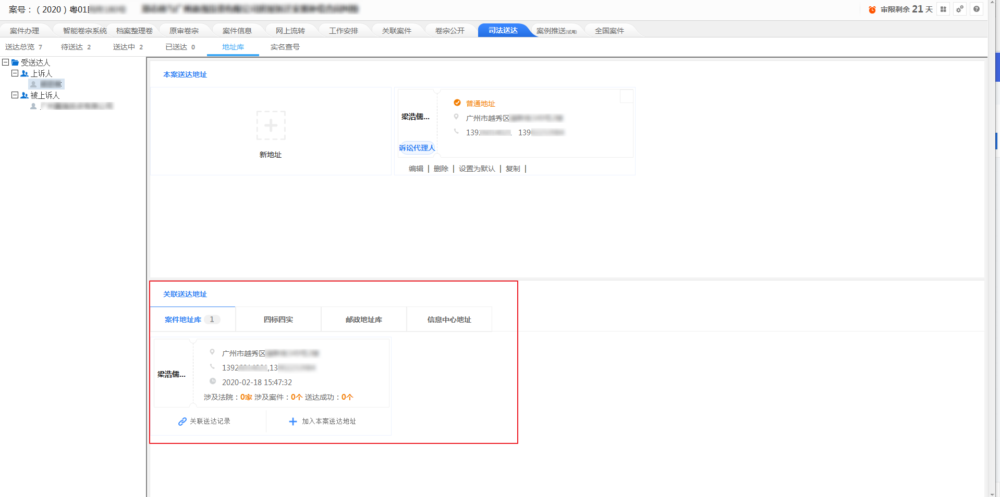 案号：（2020）粤01
审限剩余 21 天
案件办理 智能卷宗系统 档案整理卷 原审卷宗 案件信息 网上流转 工作安排 关联案件 卷宗公开 司法送达 案例推送(试用) 全国案件
送达总览 7 待送达 2 送达中 2 已送达 0 地址库 实名查号
受送达人
上诉人
被上诉人
本案送达地址
新地址
梁浩儒...
诉讼代理人
普通地址
广州市越秀区
139 139
编辑 | 删除 | 设置为默认 | 复制 |
关联送达地址
案件地址库 1 四标四实 邮政地址库 信息中心地址
梁浩儒...
广州市越秀区
1392 ,13
2020-02-18 15:47:32
涉及法院：0家 涉及案件：0个 送达成功：0个
关联送达记录 加入本案送达地址